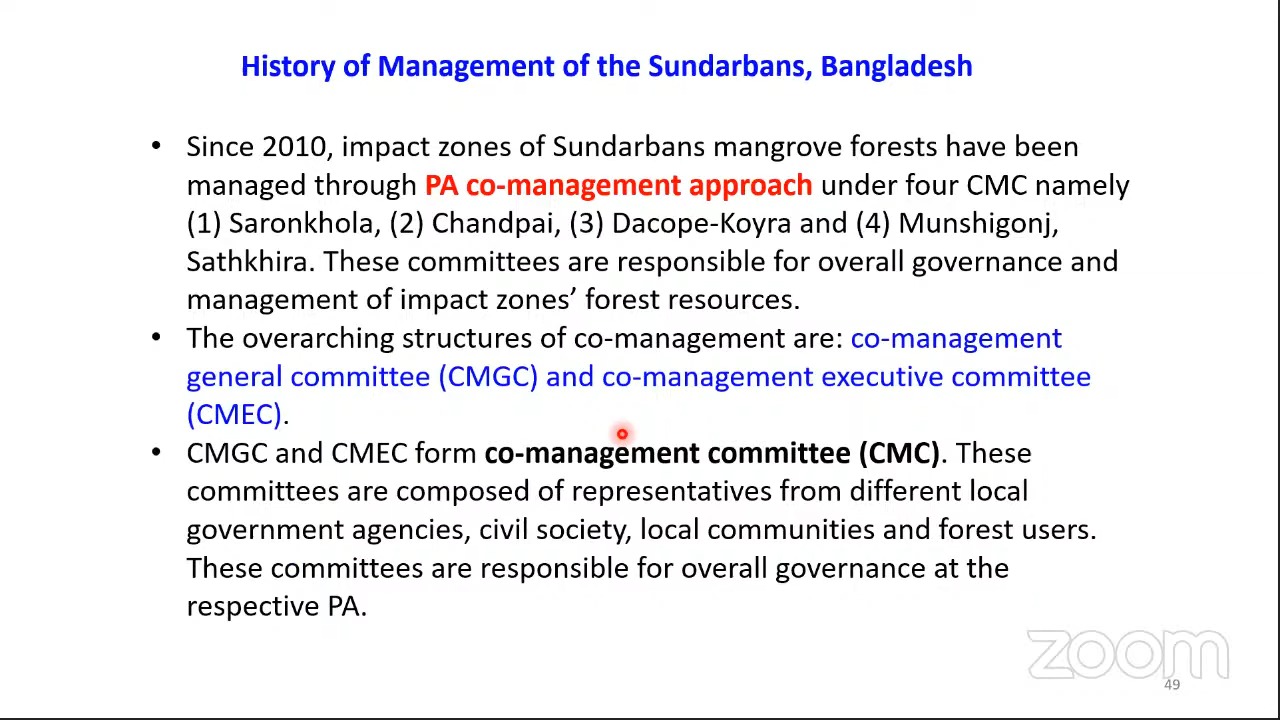 History of Management of the Sundarbans, Bangladesh
• Since 2010, impact zones of Sundarbans mangrove forests have been
managed through PA co-management approach under four CMC namely
(1) Saronkhola, (2) Chandpai, (3) Dacope-Koyra and (4) Munshigonj,
Sathkhira. These committees are responsible for overall governance and
management of impact zones’ forest resources.
• The overarching structures of co-management are: co-management
general committee (CMGC) and co-management executive committee
(CMEC).
• CMGC and CMEC form co-management committee (CMC). These
committees are composed of representatives from different local
government agencies, civil society, local communities and forest users.
These committees are responsible for overall governance at the
respective PA.
zoom
49